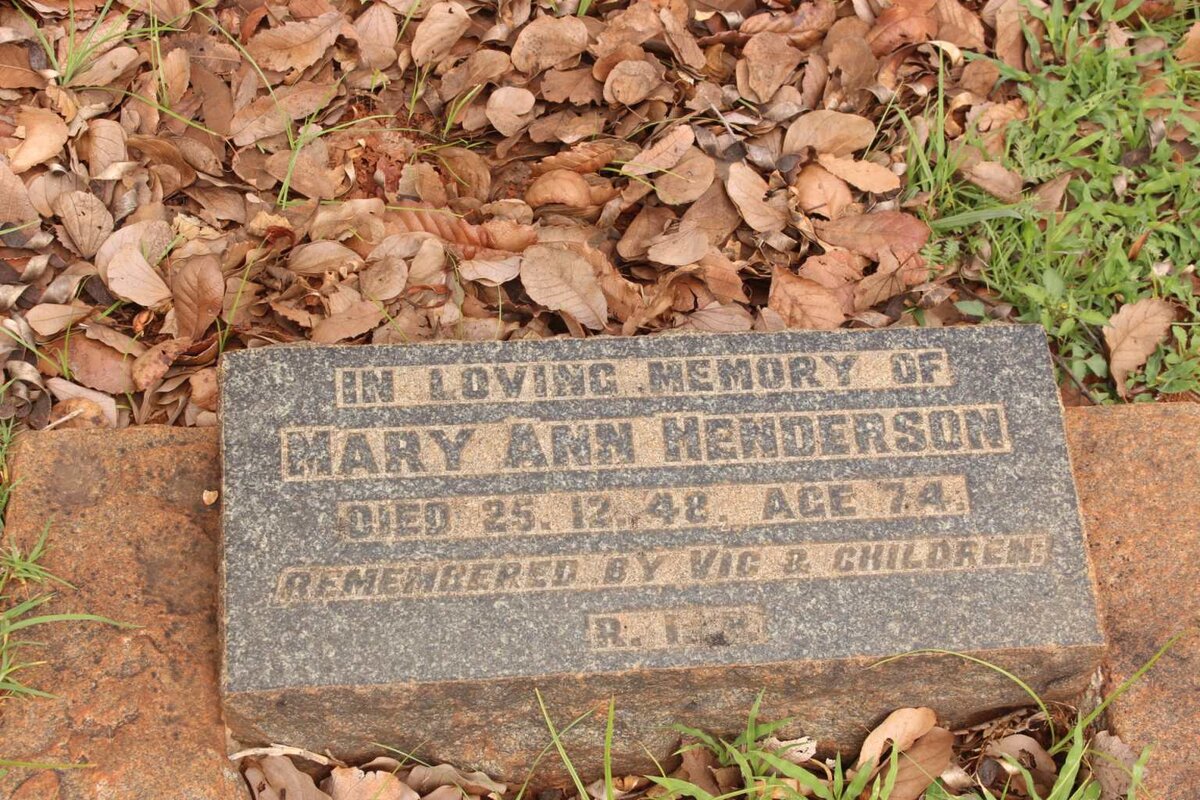 IN LOVING MEMORY OF
MARY ANN HENDERSON
DIED 25. 12. 48. AGE 74.
REMEMBERED BY VIC & CHILDREN.
R. I. P.